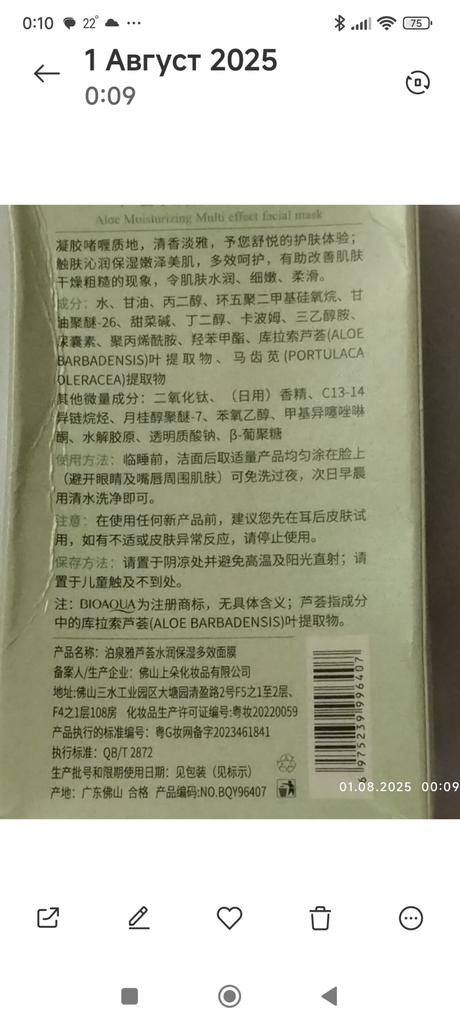 0:10 22° 75
1 Август 2025
0:09
Aloe Moisturizing Multi effect facial mask
凝胶啫喱质地，清香淡雅，予您舒悦的护肤体验；
触肤沁润保湿嫩泽美肌，多效呵护，有助改善肌肤
干燥粗糙的现象，令肌肤水润、细嫩、柔滑。
成分：水、甘油、丙二醇、环五聚二甲基硅氧烷、甘
油聚醚-26、甜菜碱、丁二醇、卡波姆、三乙醇胺、
尿囊素、聚丙烯酰胺、羟苯甲酯、库拉索芦荟(ALOE
BARBADENSIS)叶提取物、马齿苋(PORTULACA
OLERACEA)提取物
其他微量成分：二氧化钛、（日用）香精、C13-14
异链烷烃、月桂醇聚醚-7、苯氧乙醇、甲基异噻唑啉
酮、水解胶原、透明质酸钠、β-葡聚糖
使用方法：临睡前，洁面后取适量产品均匀涂在脸上
（避开眼睛及嘴唇周围肌肤）可免洗过夜，次日早晨
用清水洗净即可。
注意：在使用任何新产品前，建议您先在耳后皮肤试
用，如有不适或皮肤异常反应，请停止使用。
保存方法：请置于阴凉处并避免高温及阳光直射；请
置于儿童触及不到处。
注：BIOAQUA为注册商标，无具体含义；芦荟指成分
中的库拉索芦荟(ALOE BARBADENSIS)叶提取物。
产品名称：泊泉雅芦荟水润保湿多效面膜
备案人/生产企业：佛山上朵化妆品有限公司
地址:佛山三水工业园区大塘园清盈路2号F5之1至2层、
F4之1层108房 化妆品生产许可证编号:粤妆20220059
产品执行的标准编号：粤G妆网备字2023461841
执行标准：QB/T 2872
生产批号和限期使用日期：见包装（见标示）
产地：广东佛山 合格 产品编码:NO.BQY96407
6 975239 996407
01.08.2025 00:09